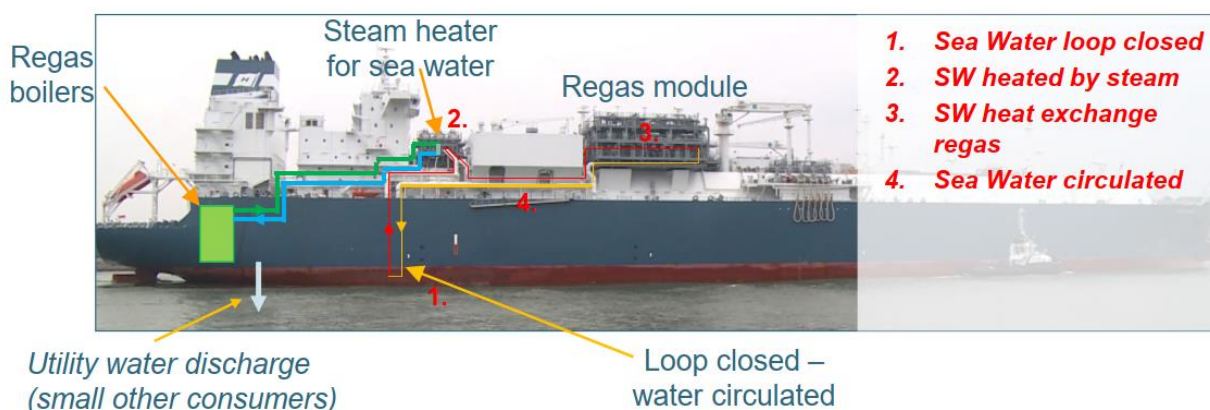 Steam heater
for sea water
Regas
boilers
Regas module
2.
3.
4.
1.
Utility water discharge
(small other consumers)
Loop closed –
water circulated
1. Sea Water loop closed
2. SW heated by steam
3. SW heat exchange
regas
4. Sea Water circulated